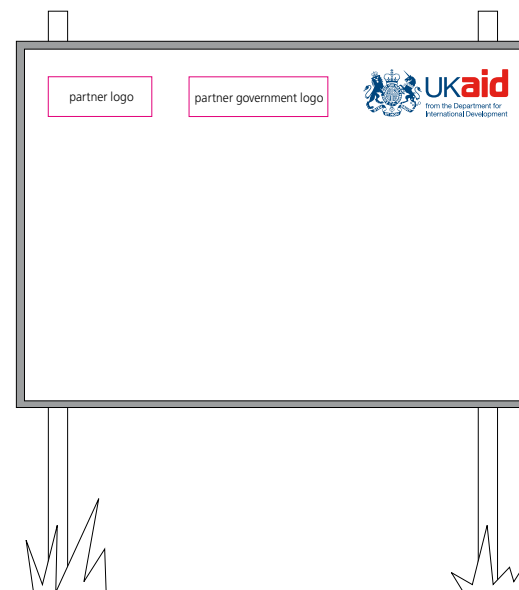 partner logo
partner government logo
UKaid
from the Department for
International Development